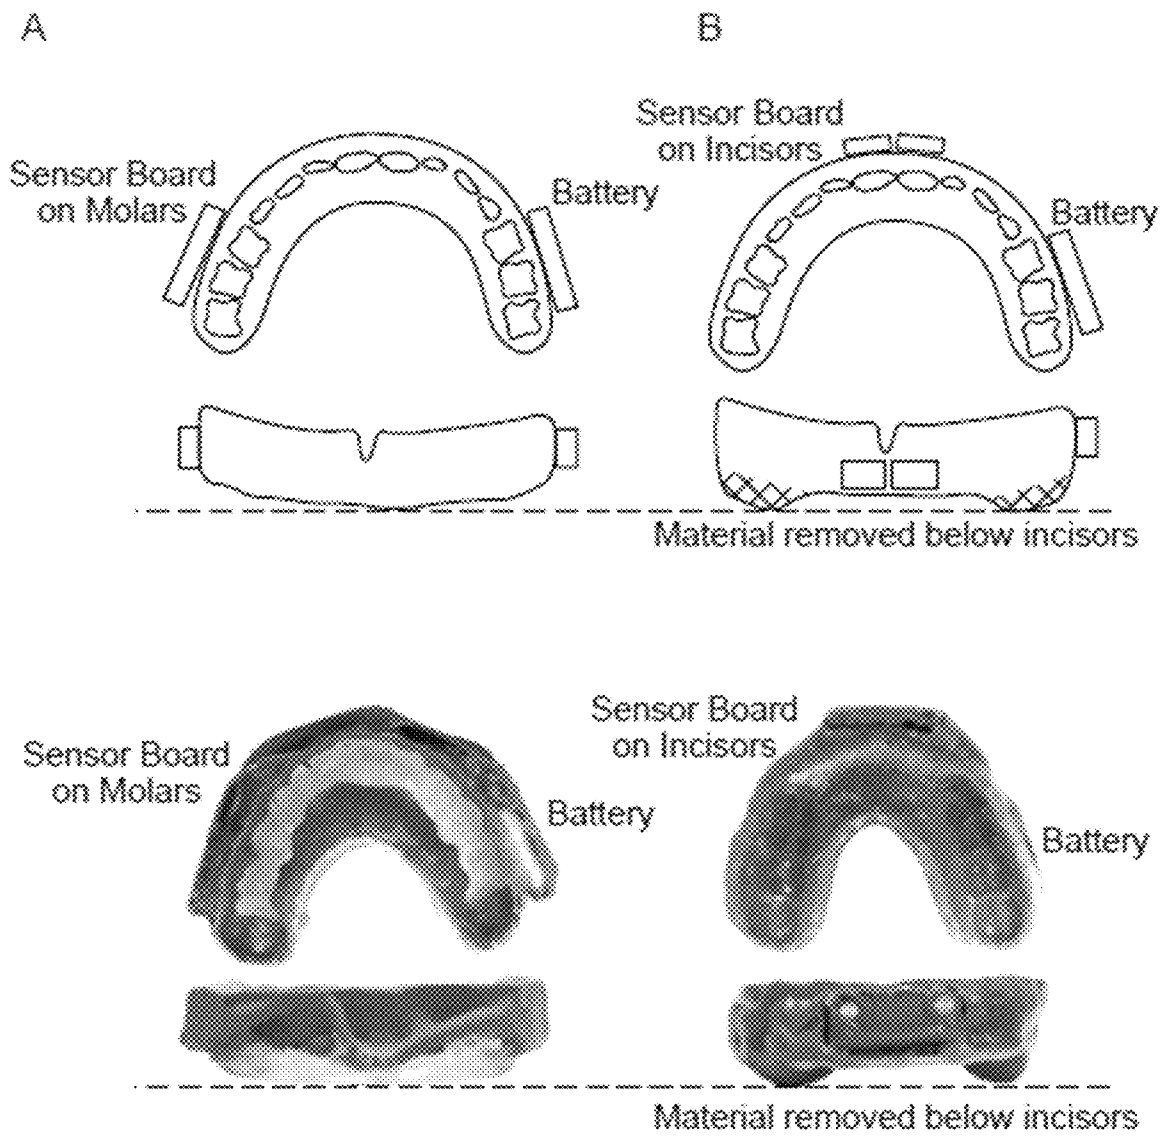 A
B
Sensor Board
on Incisors
Sensor Board
on Molars
Battery
Battery
Material removed below incisors
Sensor Board
on Incisors
Sensor Board
on Molars
Battery
Battery
Material removed below incisors